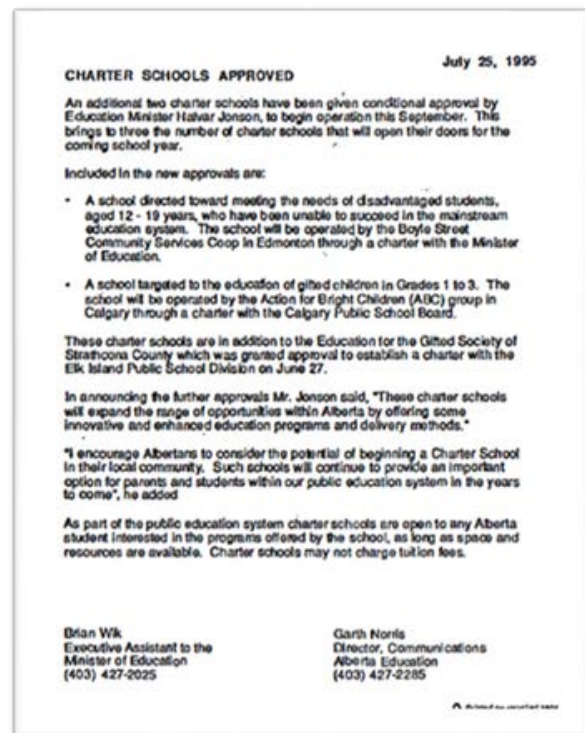 July 25, 1995
CHARTER SCHOOLS APPROVED
An additional two charter schools have been given conditional approval by
Education Minister Halvar Jonson, to begin operation this September. This
brings to three the number of charter schools that will open their doors for the
coming school year.
Included in the new approvals are:
• A school directed toward meeting the needs of disadvantaged students,
aged 12 - 19 years, who have been unable to succeed in the mainstream
education system. The school will be operated by the Boyle Street
Community Services Coop in Edmonton through a charter with the Minister
of Education.
• A school targeted to the education of gifted children in Grades 1 to 3. The
school will be operated by the Action for Bright Children (ABC) group in
Calgary through a charter with the Calgary Public School Board.
These charter schools are in addition to the Education for the Gifted Society of
Strathcona County which was granted approval to establish a charter with the
Elk Island Public School Division on June 27.
In announcing the further approvals Mr. Jonson said, "These charter schools
will expand the range of opportunities within Alberta by offering some
innovative and enhanced education programs and delivery methods."
"I encourage Albertans to consider the potential of beginning a Charter School
in their local community. Such schools will continue to provide an important
option for parents and students within our public education system in the years
to come", he added
As part of the public education system charter schools are open to any Alberta
student interested in the programs offered by the school, as long as space and
resources are available. Charter schools may not charge tuition fees.
Brian Wik
Executive Assistant to the
Minister of Education
(403) 427-2025
Garth Norris
Director, Communications
Alberta Education
(403) 427-2285
Printed on recycled paper